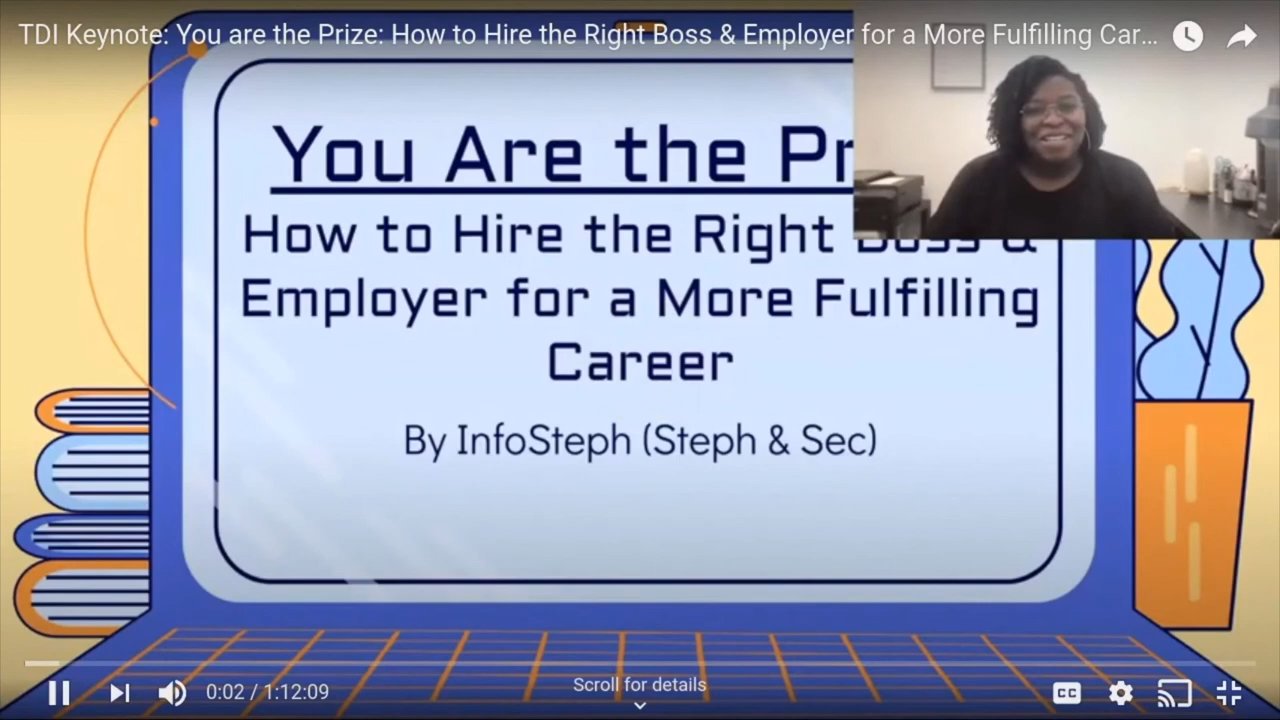 TDI Keynote: You are the Prize: How to Hire the Right Boss & Employer for a More Fulfilling Car...
You Are the Pr
How to Hire the Right Boss &
Employer for a More Fulfilling
Career
By InfoSteph (Steph & Sec)
0:02 / 1:12:09
Scroll for details
CC